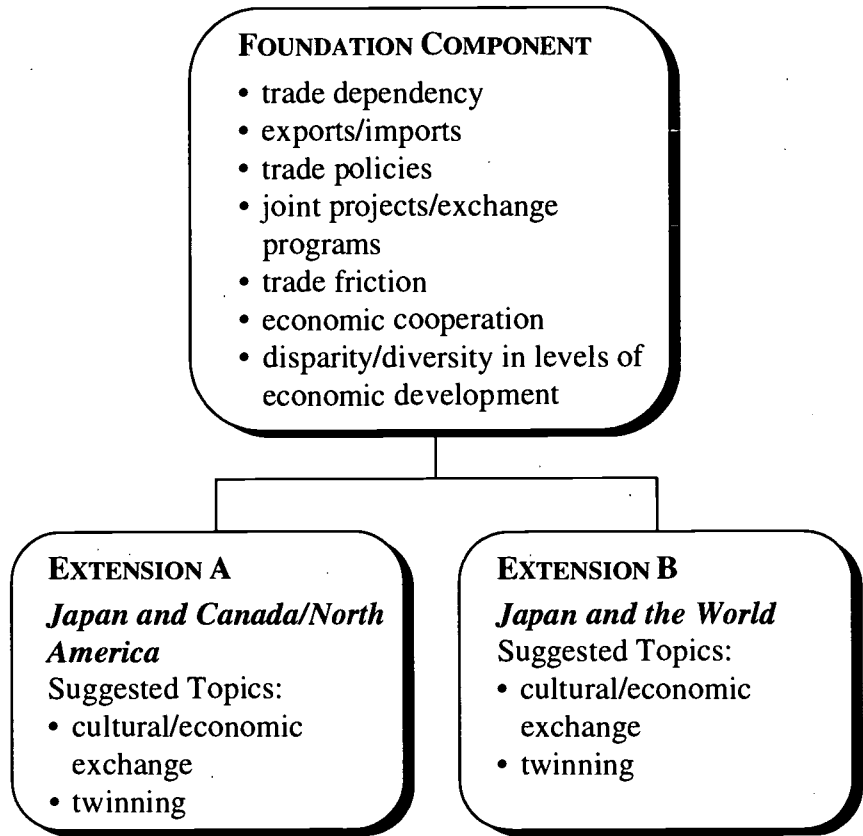 FOUNDATION COMPONENT
• trade dependency
• exports/imports
• trade policies
• joint projects/exchange
programs
• trade friction
• economic cooperation
• disparity/diversity in levels of
economic development
EXTENSION A
Japan and Canada/North
America
Suggested Topics:
• cultural/economic
exchange
• twinning
EXTENSION B
Japan and the World
Suggested Topics:
• cultural/economic
exchange
• twinning